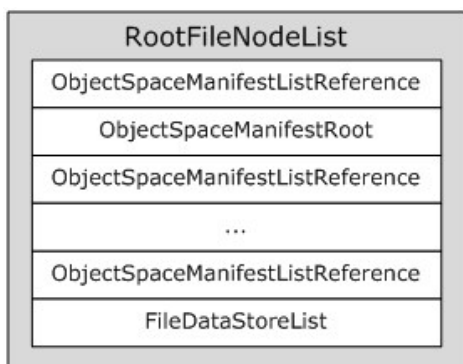 RootFileNodeList
ObjectSpaceManifestListReference
ObjectSpaceManifestRoot
ObjectSpaceManifestListReference
...
ObjectSpaceManifestListReference
FileDataStoreList